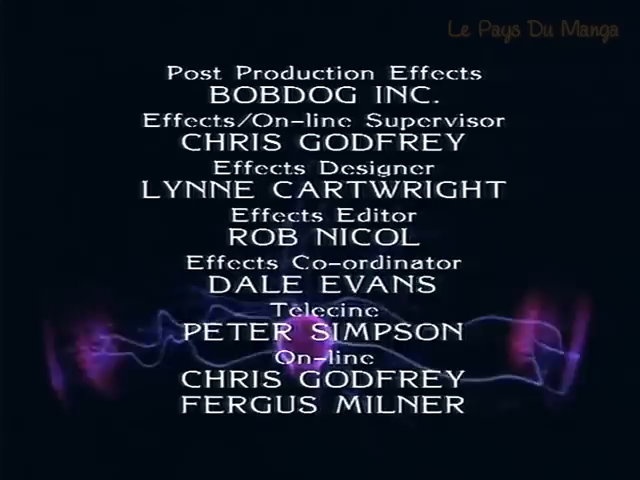 Le Pays Du Manga
Post Production Effects
BOBDOG INC.
Effects/On-line Supervisor
CHRIS GODFREY
Effects Designer
LYNNE CARTWRIGHT
Effects Editor
ROB NICOL
Effects Co-ordinator
DALE EVANS
Telecine
PETER SIMPSON
On-line
CHRIS GODFREY
FERGUS MILNER